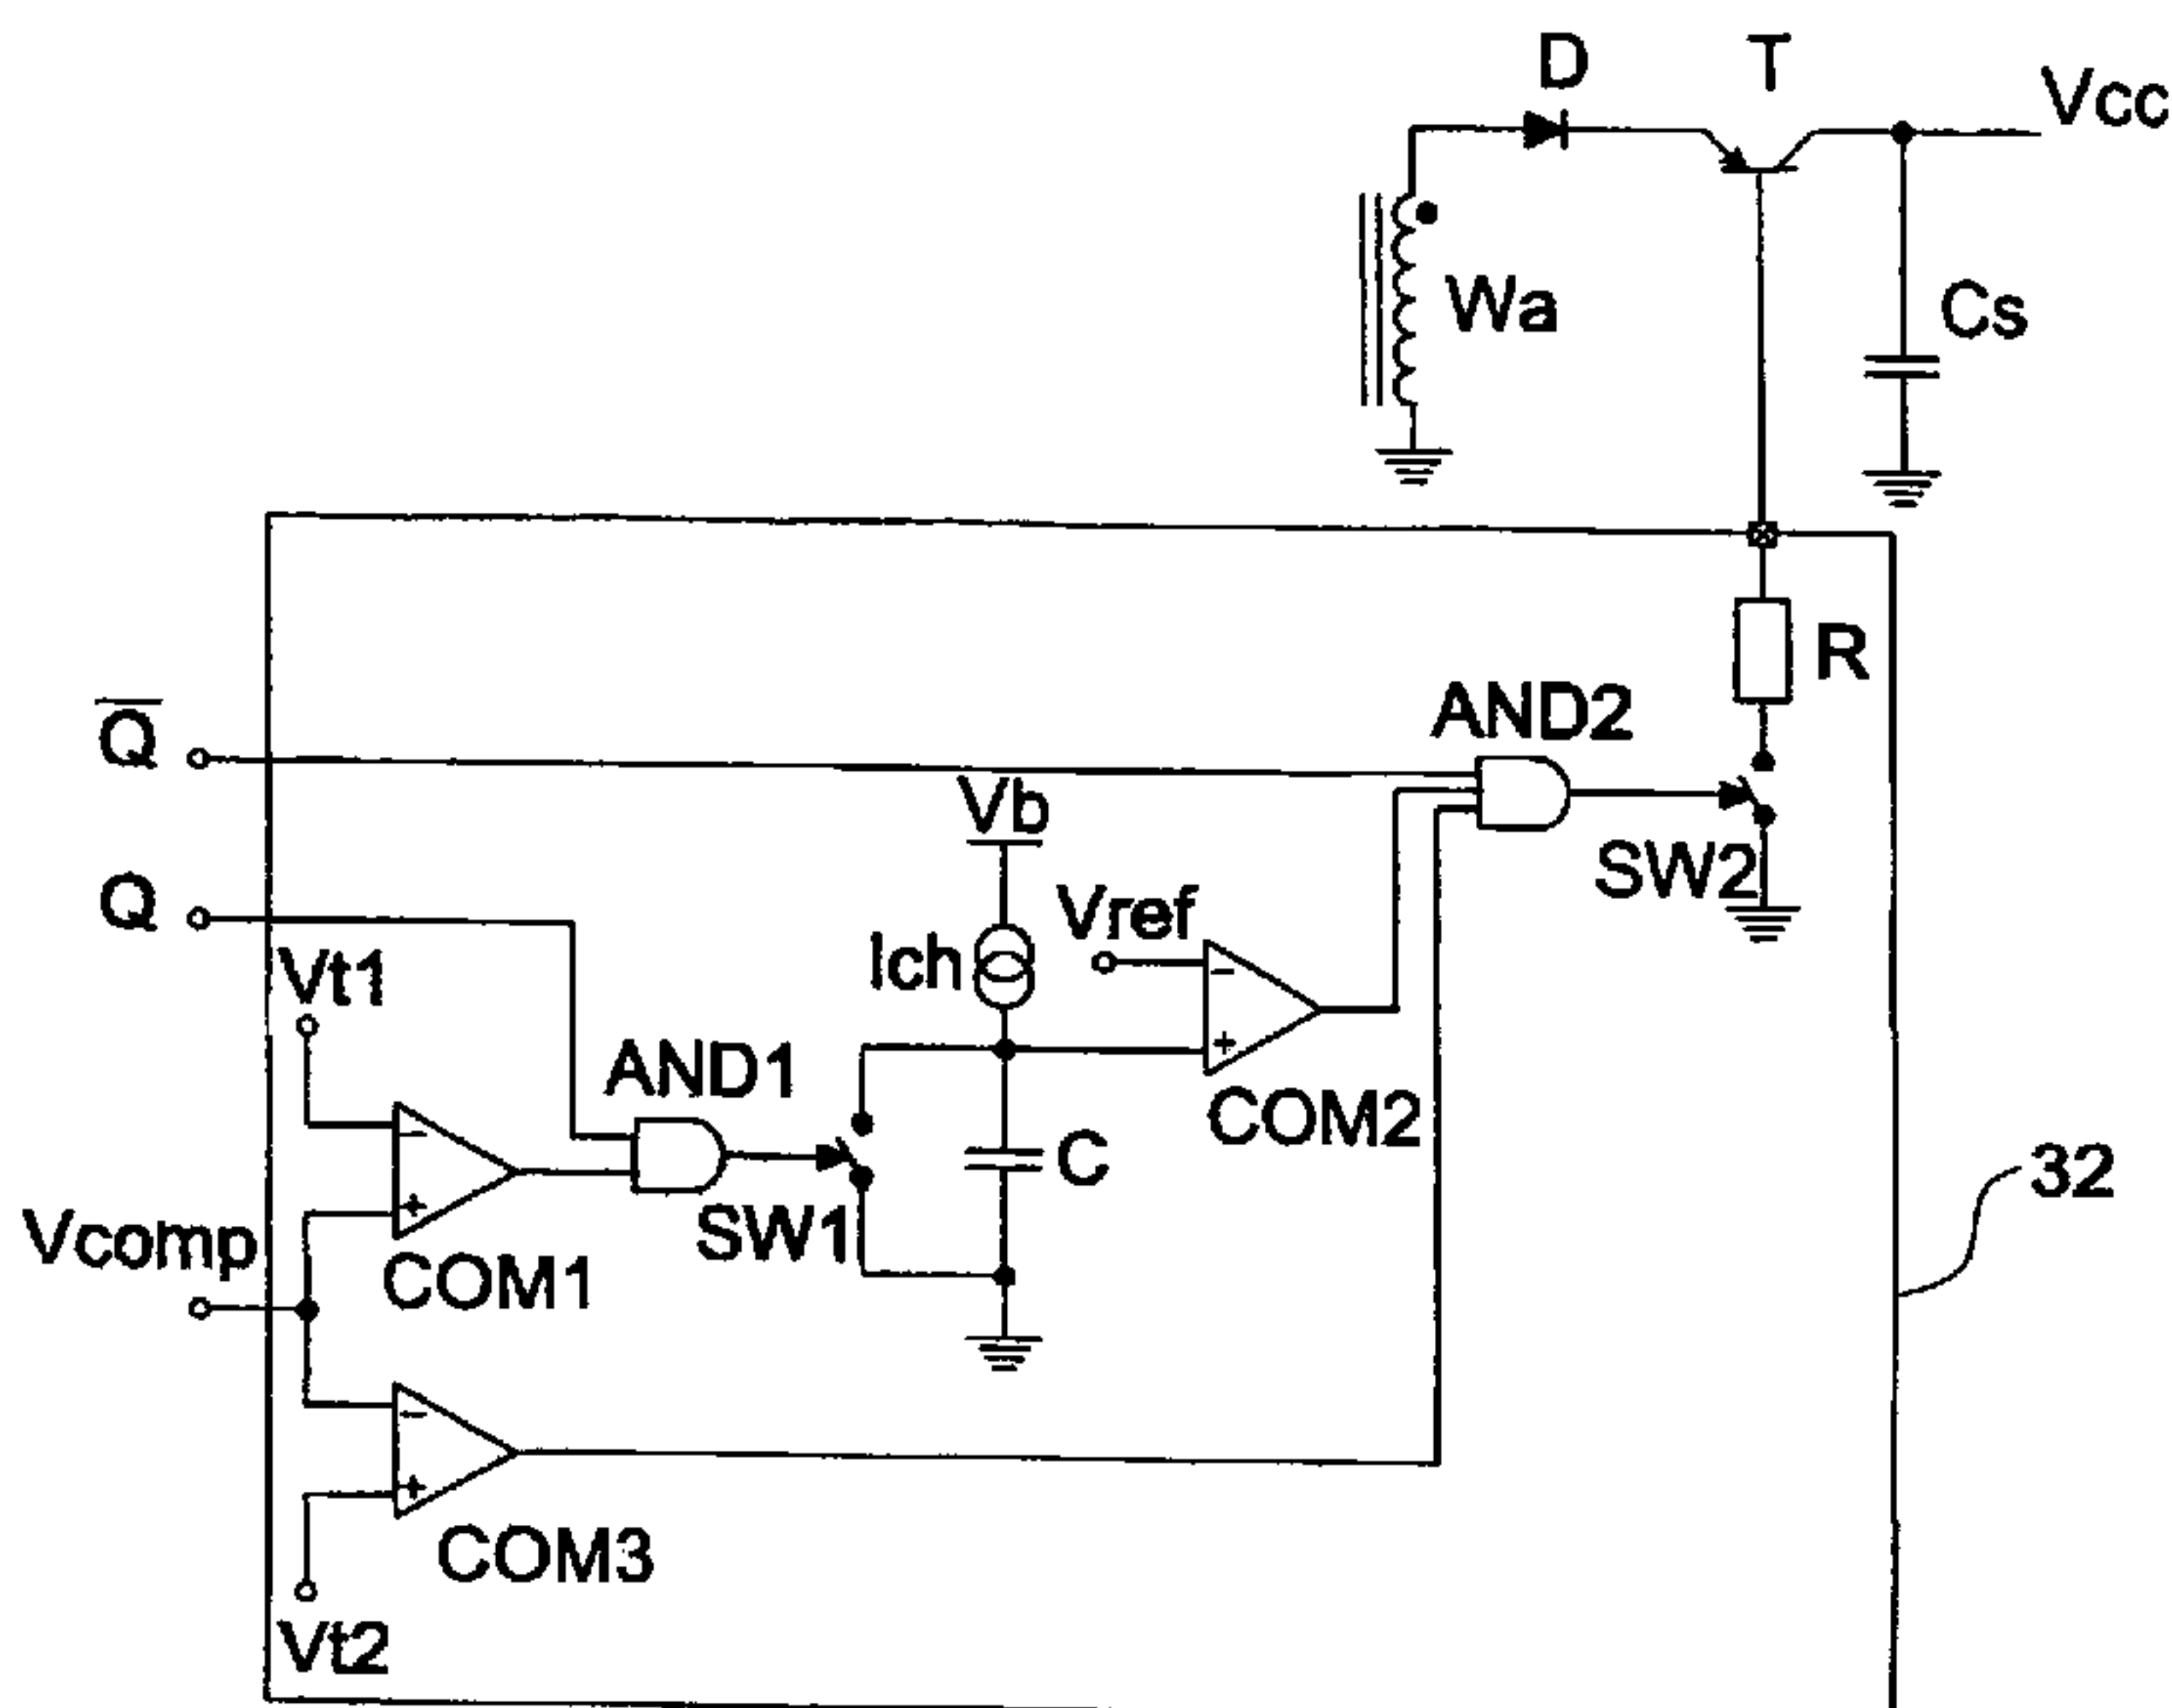 D
T
Vcc
Wa
Cs
R
Q
AND2
Vb
SW2
Q
Vref
Ich
Vt1
-
+
AND1
COM2
-
C
32
+
SW1
Vcomp
COM1
-
+
COM3
Vt2